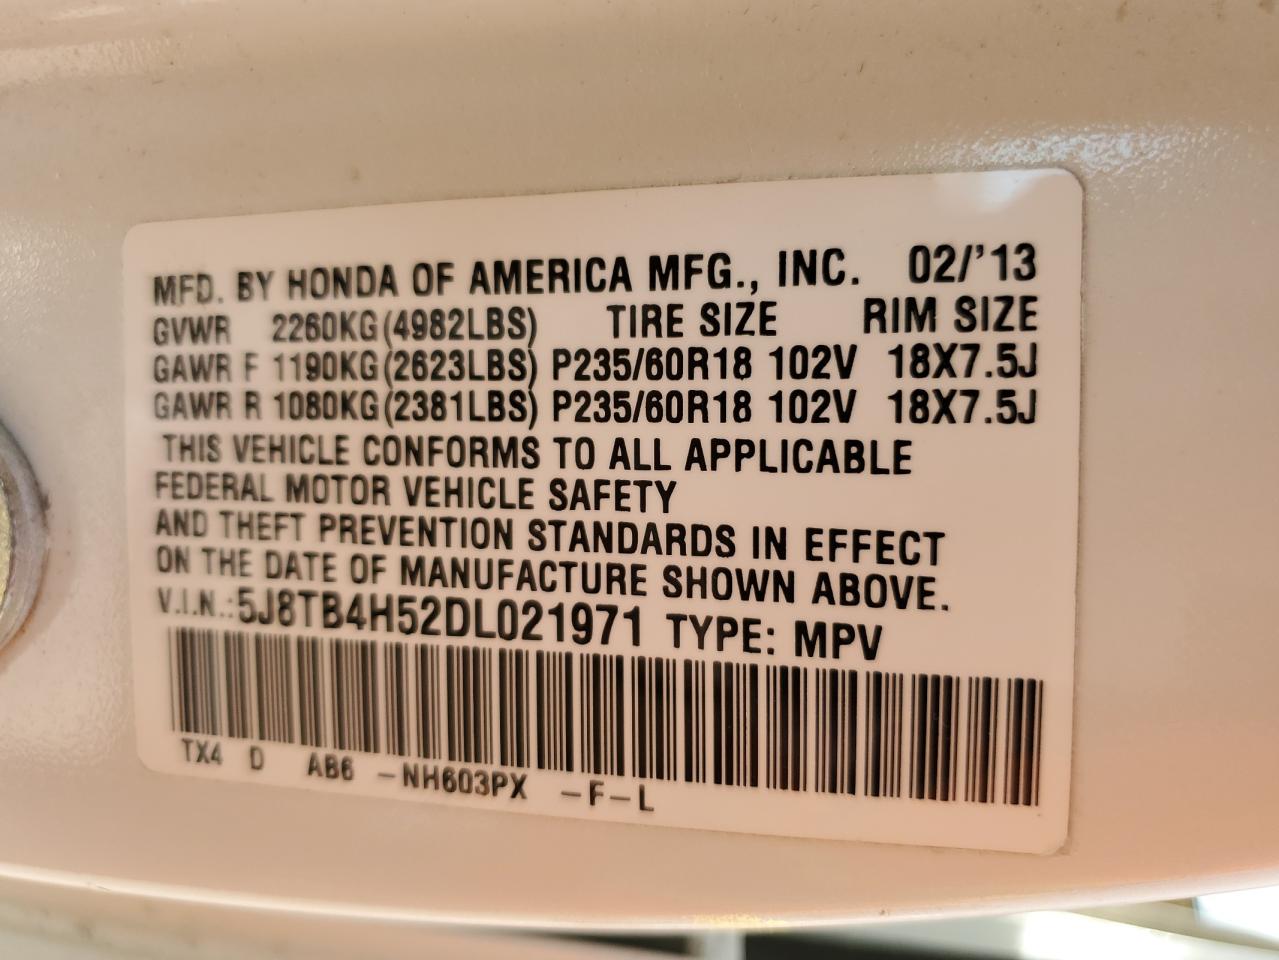 MFD. BY HONDA OF AMERICA MFG., INC. 02/'13
GVWR 2260KG(4982LBS) TIRE SIZE RIM SIZE
GAWR F 1190KG(2623LBS) P235/60R18 102V 18X7.5J
GAWR R 1080KG(2381LBS) P235/60R18 102V 18X7.5J
THIS VEHICLE CONFORMS TO ALL APPLICABLE
FEDERAL MOTOR VEHICLE SAFETY
AND THEFT PREVENTION STANDARDS IN EFFECT
ON THE DATE OF MANUFACTURE SHOWN ABOVE.
V.I.N.:5J8TB4H52DL021971 TYPE: MPV
TX4 D AB6 -NH603PX -F-L